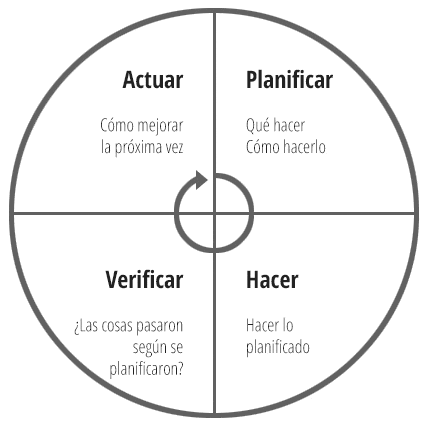 Actuar
Cómo mejorar
la próxima vez
Planificar
Qué hacer
Cómo hacerlo
Verificar
¿Las cosas pasaron
según se
planificaron?
Hacer
Hacer lo
planificado